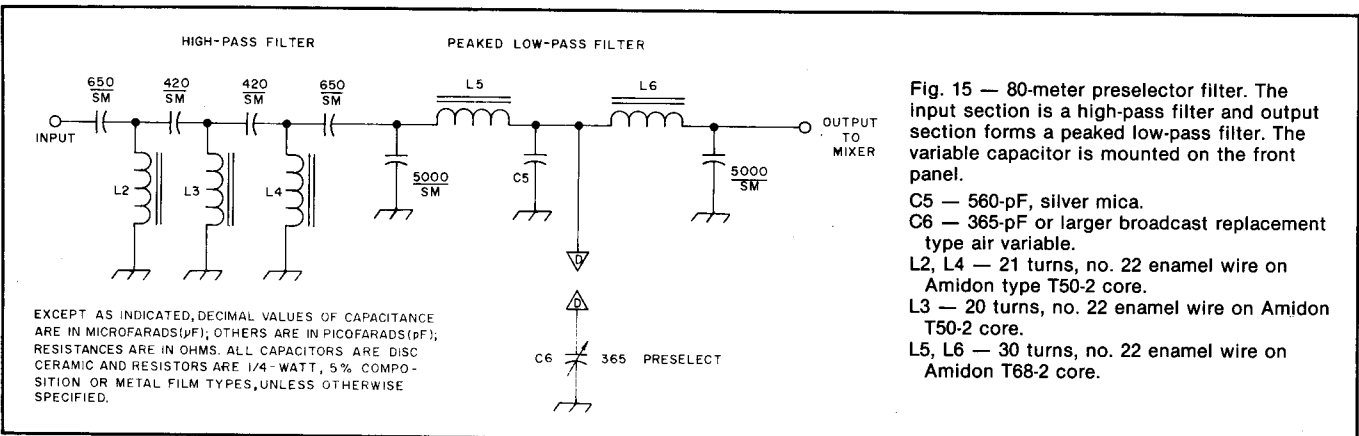 HIGH-PASS FILTER
PEAKED LOW-PASS FILTER
650
SM
420
SM
420
SM
650
SM
L5
L6
INPUT
OUTPUT
TO
MIXER
L2
L3
L4
5000
SM
C5
5000
SM
D
D
C6
365 PRESELECT
EXCEPT AS INDICATED, DECIMAL VALUES OF CAPACITANCE
ARE IN MICROFARADS(µF); OTHERS ARE IN PICOFARADS(pF);
RESISTANCES ARE IN OHMS. ALL CAPACITORS ARE DISC
CERAMIC AND RESISTORS ARE 1/4-WATT, 5% COMPO-
SITION OR METAL FILM TYPES, UNLESS OTHERWISE
SPECIFIED.
Fig. 15 — 80-meter preselector filter. The
input section is a high-pass filter and output
section forms a peaked low-pass filter. The
variable capacitor is mounted on the front
panel.
C5 — 560-pF, silver mica.
C6 — 365-pF or larger broadcast replacement
type air variable.
L2, L4 — 21 turns, no. 22 enamel wire on
Amidon type T50-2 core.
L3 — 20 turns, no. 22 enamel wire on Amidon
T50-2 core.
L5, L6 — 30 turns, no. 22 enamel wire on
Amidon T68-2 core.